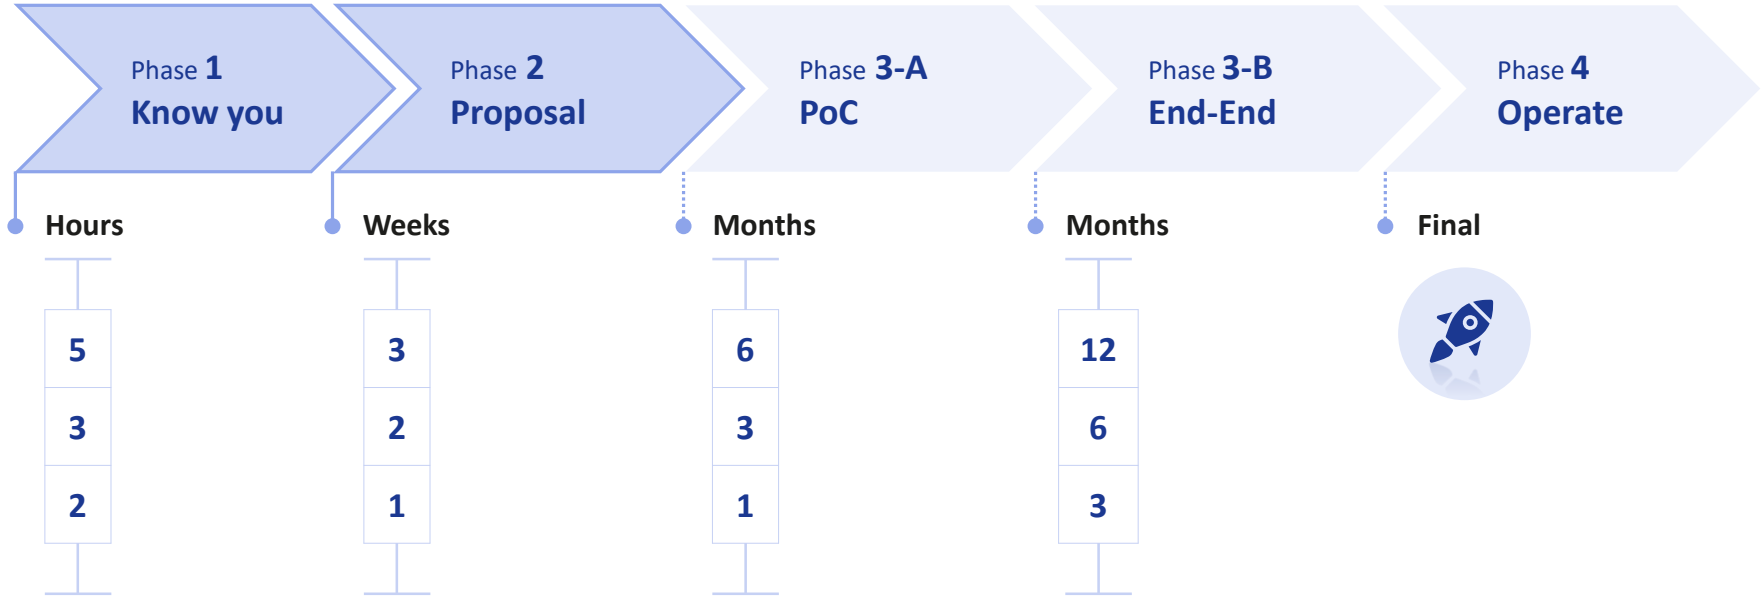 Phase 1
Know you
Phase 2
Proposal
Phase 3-A
PoC
Phase 3-B
End-End
Phase 4
Operate
Hours
Weeks
Months
Months
Final
5
3
2
3
2
1
6
3
1
12
6
3